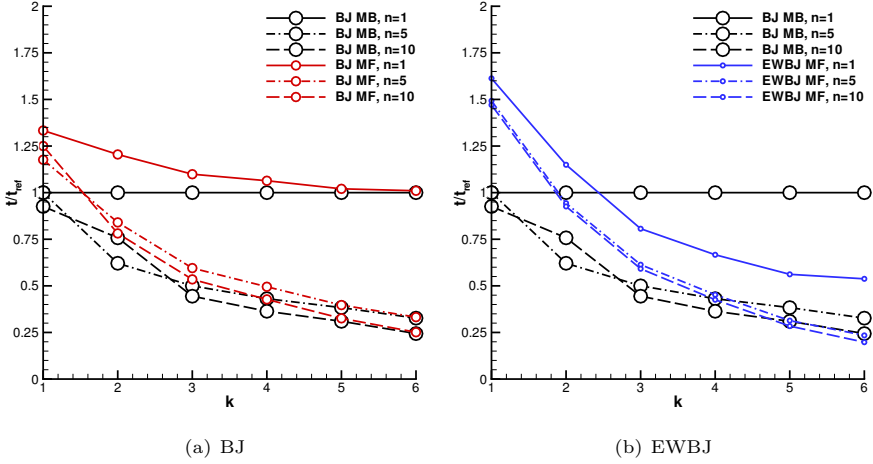 BJ MB, n=1
BJ MB, n=5
BJ MB, n=10
BJ MF, n=1
BJ MF, n=5
BJ MF, n=10
2
1.75
1.5
1.25
1
0.75
0.5
0.25
0
t/t_ref
1 2 3 4 5 6
k
(a) BJ
BJ MB, n=1
BJ MB, n=5
BJ MB, n=10
EWBJ MF, n=1
EWBJ MF, n=5
EWBJ MF, n=10
2
1.75
1.5
1.25
1
0.75
0.5
0.25
0
t/t_ref
1 2 3 4 5 6
k
(b) EWBJ